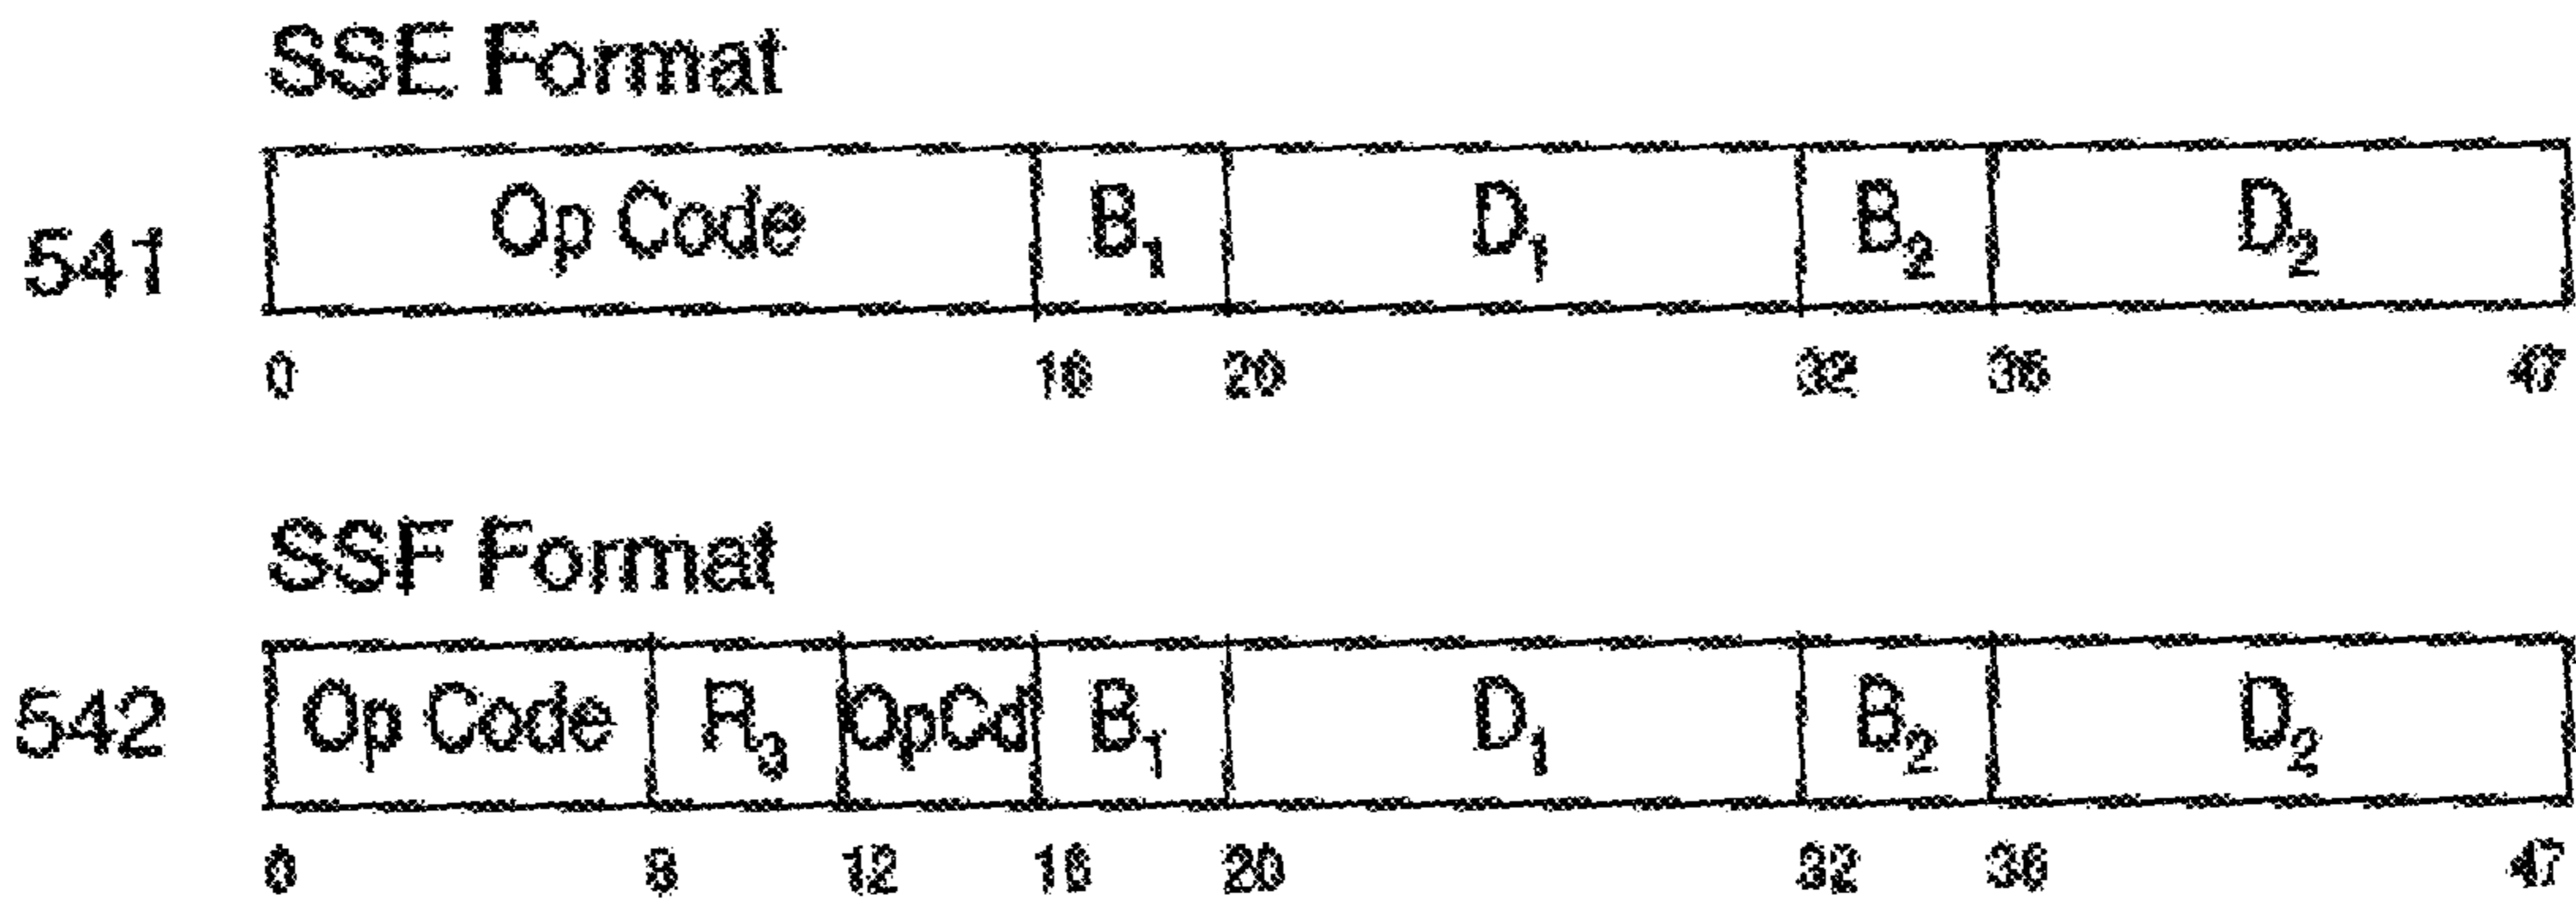 SSE Format
541 Op Code B₁ D₁ B₂ D₂
0 16 20 32 36 47
SSF Format
542 Op Code R₃ OpCd B₁ D₁ B₂ D₂
0 8 12 16 20 32 36 47